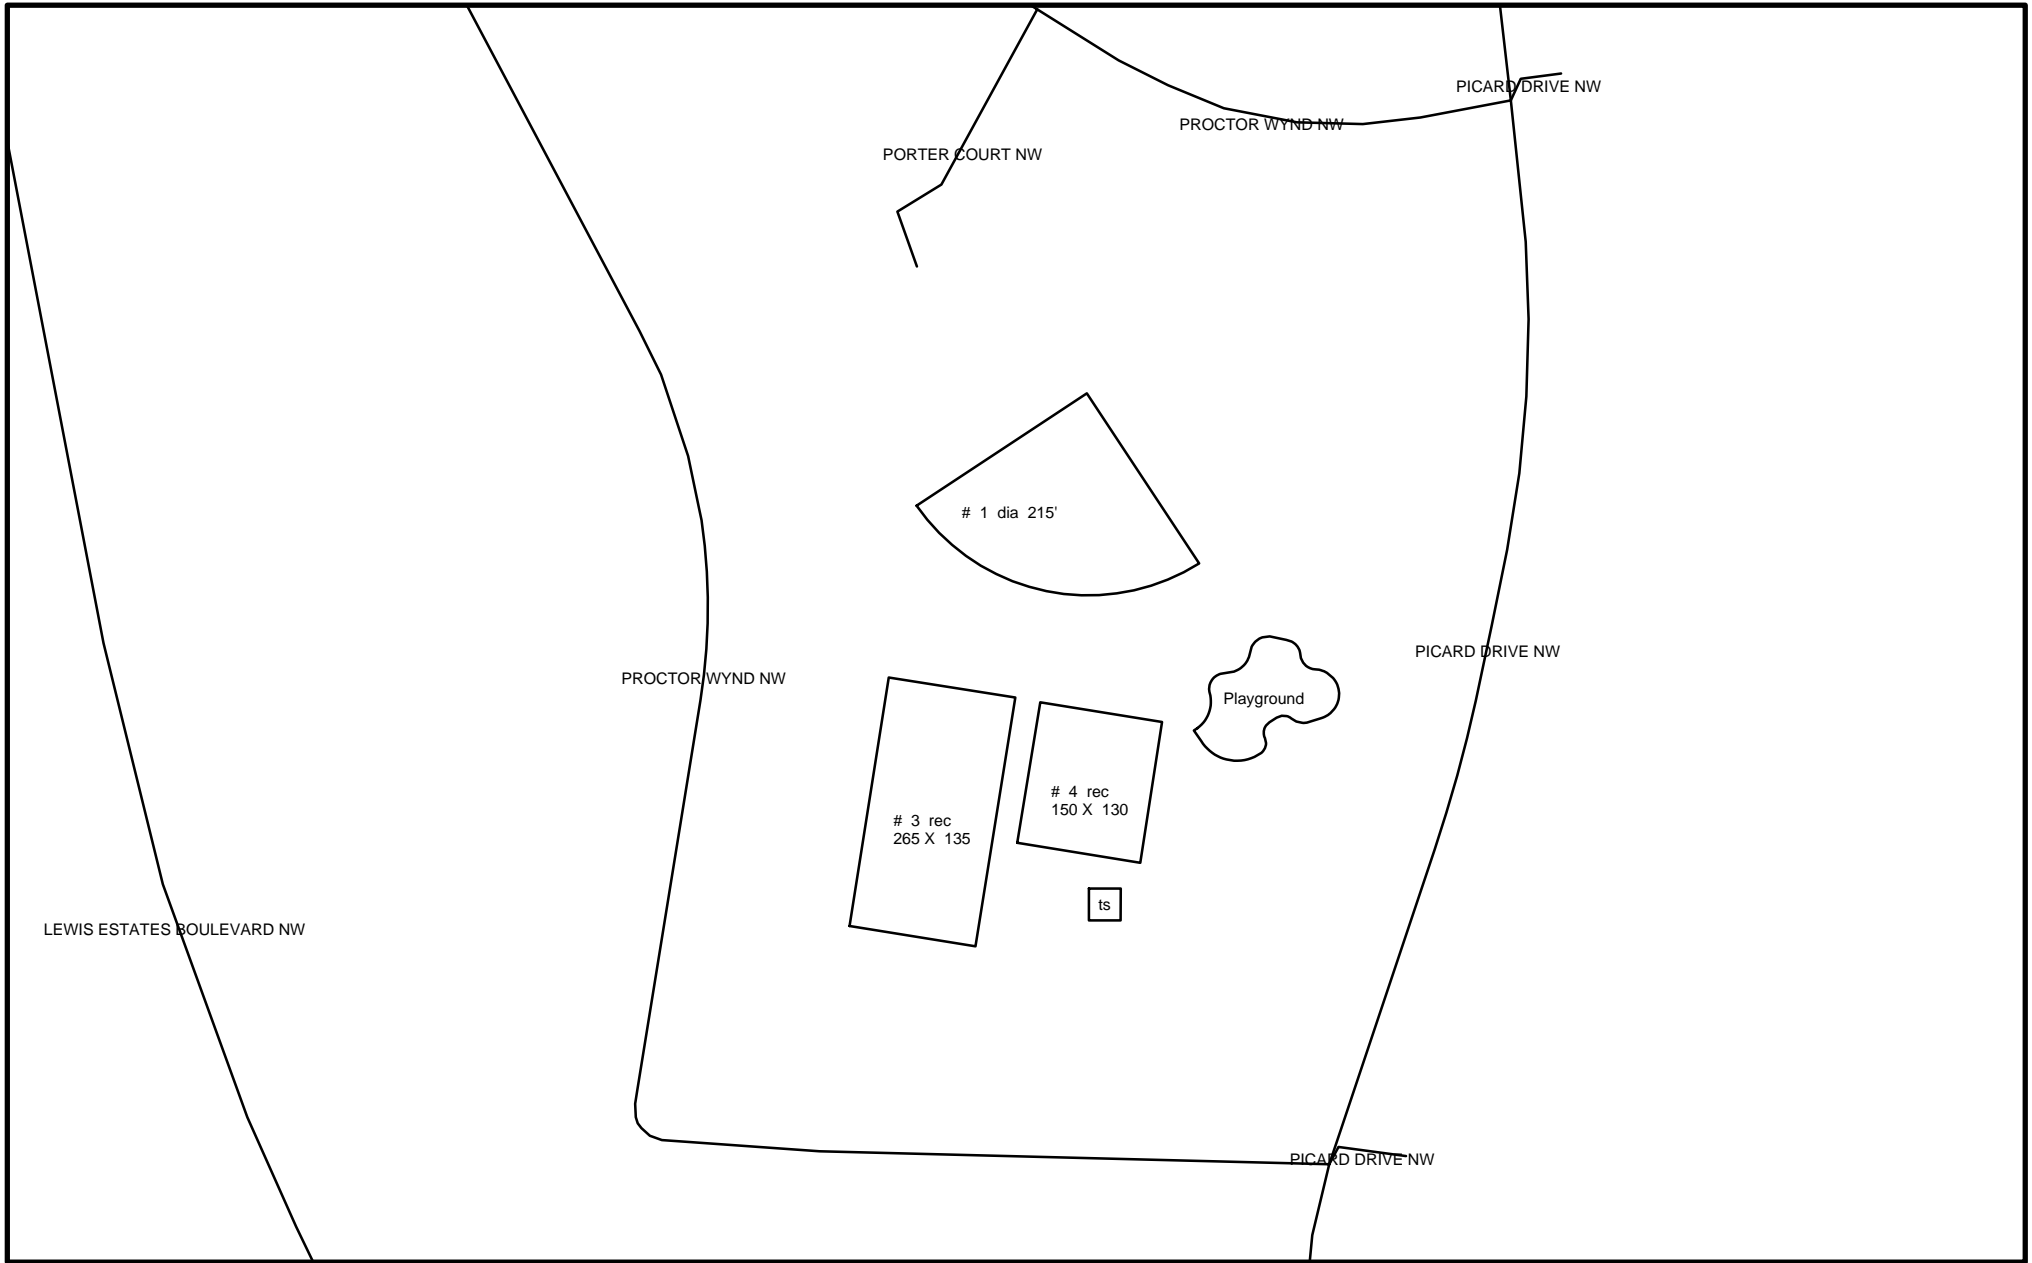 PICARD DRIVE NW
PROCTOR WYND NW
PORTER COURT NW
# 1 dia 215'
PICARD DRIVE NW
PROCTOR WYND NW
Playground
# 4 rec
150 X 130
# 3 rec
265 X 135
ts
LEWIS ESTATES BOULEVARD NW
PICARD DRIVE NW